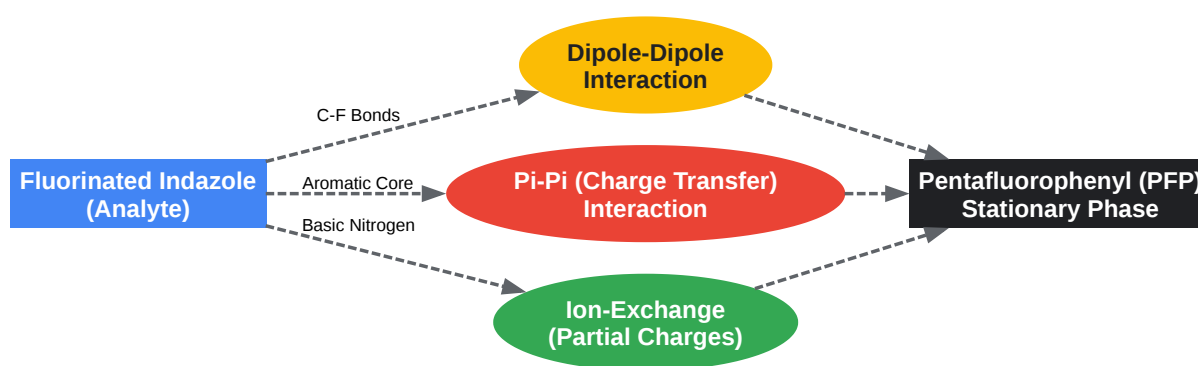 Dipole-Dipole
Interaction
C-F Bonds
Fluorinated Indazole
(Analyte)
Aromatic Core
Pi-Pi (Charge Transfer)
Interaction
Pentafluorophenyl (PFP)
Stationary Phase
Basic Nitrogen
Ion-Exchange
(Partial Charges)